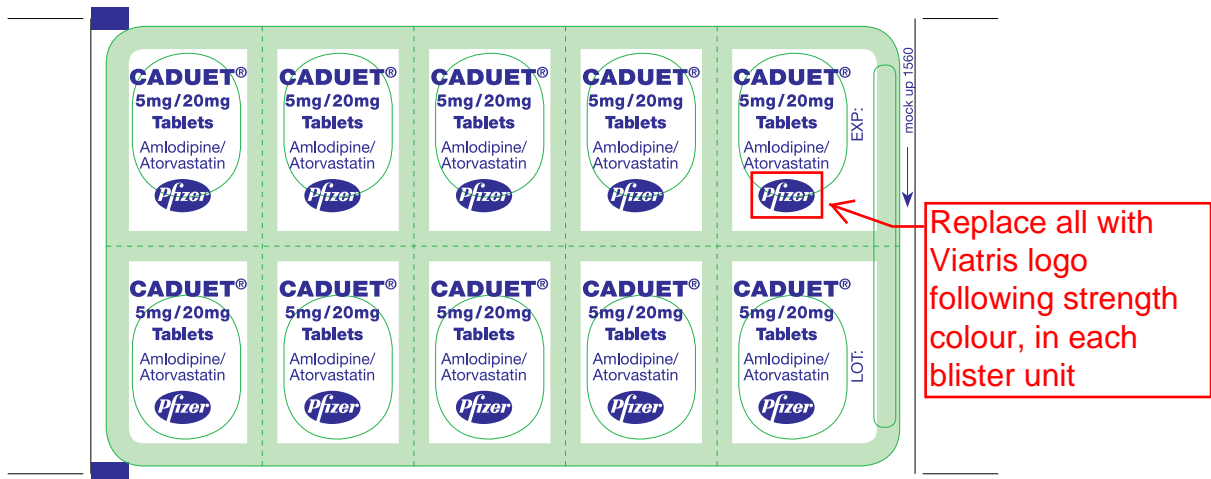 CADUET®
5mg/20mg
Tablets
Amlodipine/
Atorvastatin
Pfizer
CADUET®
5mg/20mg
Tablets
Amlodipine/
Atorvastatin
Pfizer
CADUET®
5mg/20mg
Tablets
Amlodipine/
Atorvastatin
Pfizer
CADUET®
5mg/20mg
Tablets
Amlodipine/
Atorvastatin
Pfizer
CADUET®
5mg/20mg
Tablets
Amlodipine/
Atorvastatin
Pfizer
EXP:
mock up 1560
Replace all with
Viatris logo
following strength
colour, in each
blister unit
CADUET®
5mg/20mg
Tablets
Amlodipine/
Atorvastatin
Pfizer
CADUET®
5mg/20mg
Tablets
Amlodipine/
Atorvastatin
Pfizer
CADUET®
5mg/20mg
Tablets
Amlodipine/
Atorvastatin
Pfizer
CADUET®
5mg/20mg
Tablets
Amlodipine/
Atorvastatin
Pfizer
CADUET®
5mg/20mg
Tablets
Amlodipine/
Atorvastatin
Pfizer
LOT: